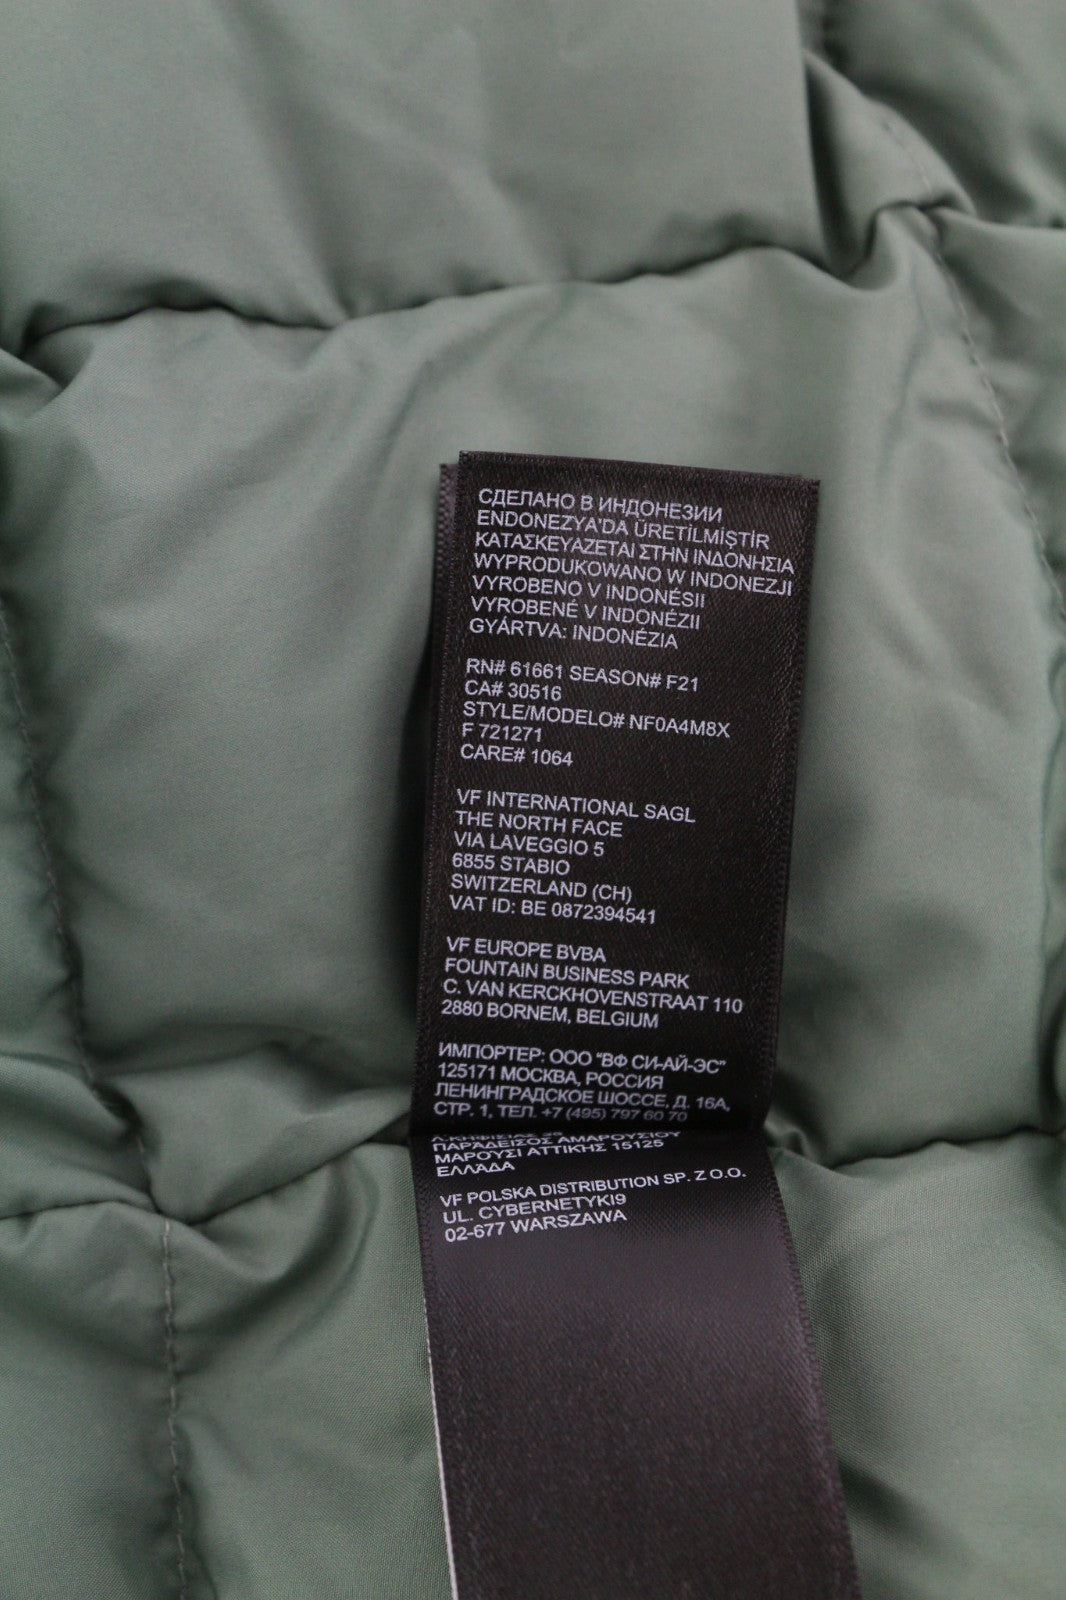 СДЕЛАНО В ИНДОНЕЗИИ
ENDONEZYA'DA ÜRETİLMİŞTİR
ΚΑΤΑΣΚΕΥΑΖΕΤΑΙ ΣΤΗΝ ΙΝΔΟΝΗΣΙΑ
WYPRODUKOWANO W INDONEZJI
VYROBENO V INDONÉSII
VYROBENÉ V INDONÉZII
GYÁRTVA: INDONÉZIA
RN# 61661 SEASON# F21
CA# 30516
STYLE/MODELO# NF0A4M8X
F 721271
CARE# 1064
VF INTERNATIONAL SAGL
THE NORTH FACE
VIA LAVEGGIO 5
6855 STABIO
SWITZERLAND (CH)
VAT ID: BE 0872394541
VF EUROPE BVBA
FOUNTAIN BUSINESS PARK
C. VAN KERCKHOVENSTRAAT 110
2880 BORNEM, BELGIUM
ИМПОРТЕР: ООО "ВФ СИ-АЙ-ЭС"
125171 МОСКВА, РОССИЯ
ЛЕНИНГРАДСКОЕ ШОССЕ, Д. 16А,
СТР. 1, ТЕЛ. +7 (495) 797 60 70
ΠΑΡΑΔΕΙΣΟΣ ΑΜΑΡΟΥΣΙΟΥ
ΜΑΡΟΥΣΙ ΑΤΤΙΚΗΣ 15125
ΕΛΛΑΔΑ
VF POLSKA DISTRIBUTION SP. Z O.O.
UL. CYBERNETYKI9
02-677 WARSZAWA